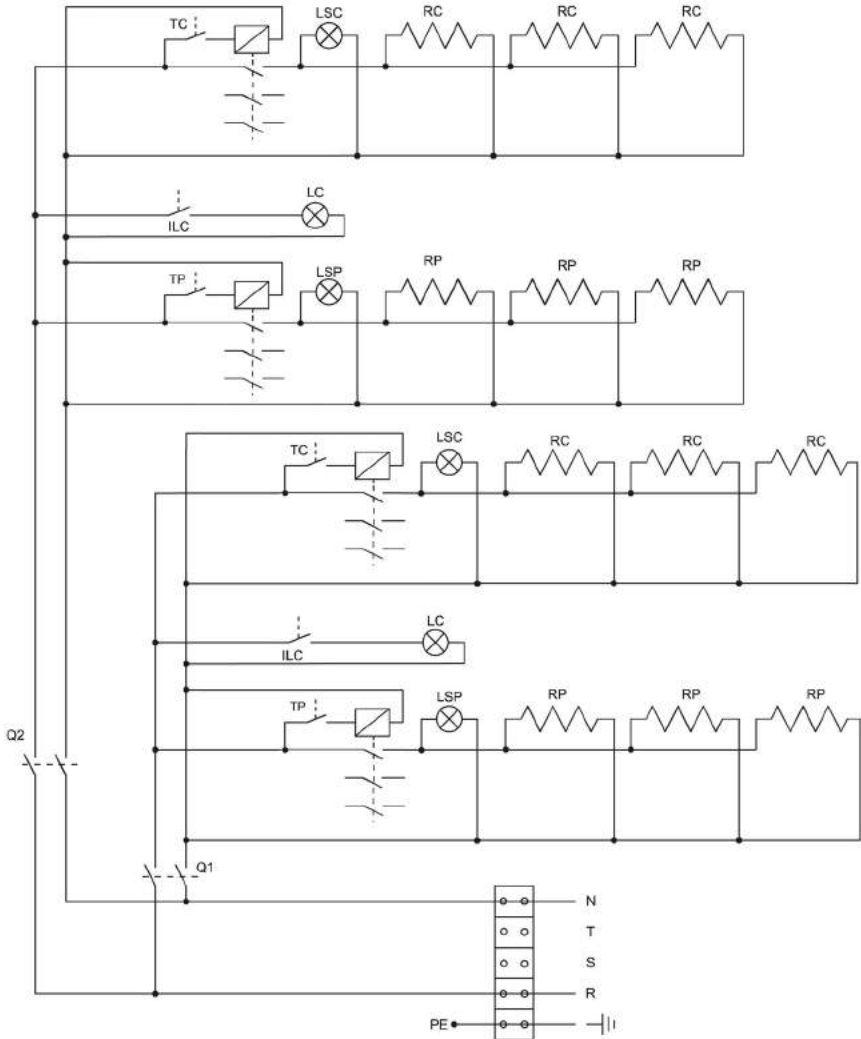 TC LSC RC RC RC
LC
ILC
TP LSP RP RP RP
TC LSC RC RC RC
LC
ILC
TP LSP RP RP RP
Q2
Q1
N
T
S
R
PE